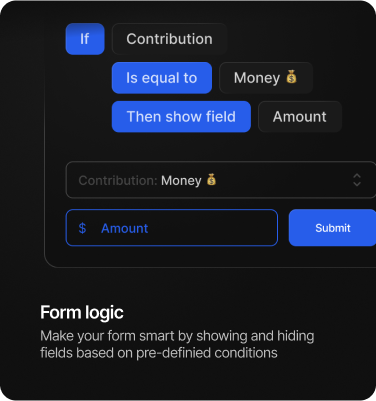 If Contribution
Is equal to Money 💰
Then show field Amount
Contribution: Money 💰
$ Amount Submit
Form logic
Make your form smart by showing and hiding
fields based on pre-definied conditions